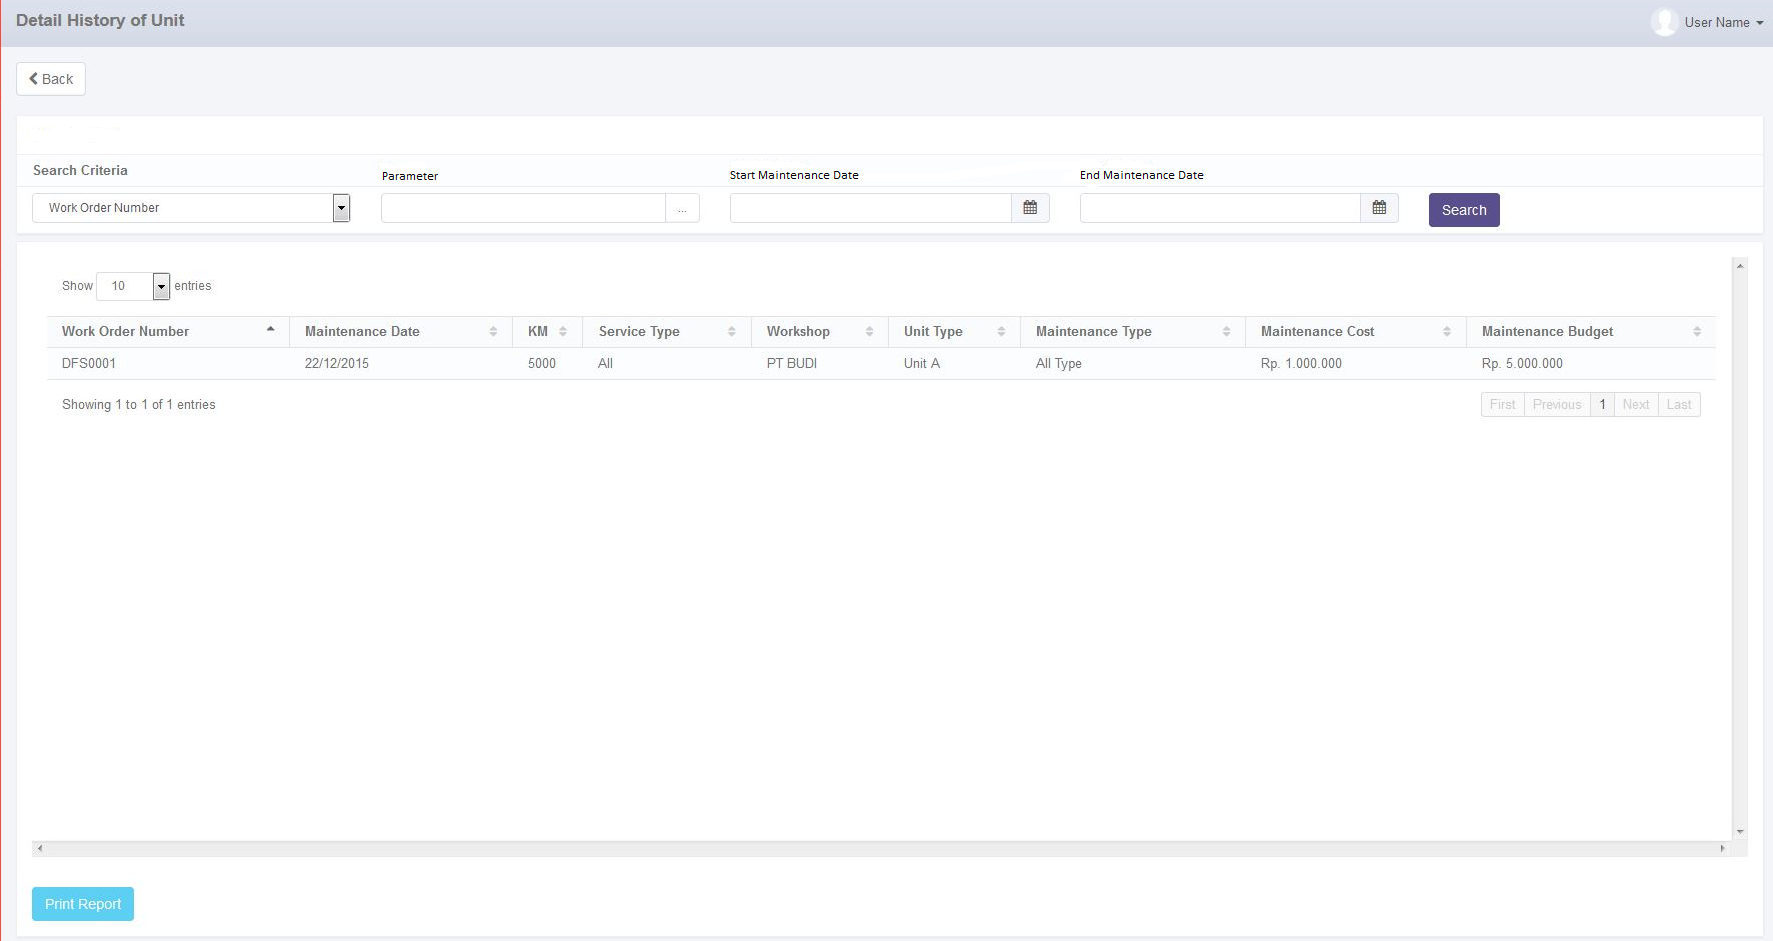 Detail History of Unit
User Name
Back
Search Criteria
Parameter
Start Maintenance Date
End Maintenance Date
Work Order Number
...
Search
Show 10 entries
Work Order Number Maintenance Date KM Service Type Workshop Unit Type Maintenance Type Maintenance Cost Maintenance Budget
DFS0001 22/12/2015 5000 All PT BUDI Unit A All Type Rp. 1.000.000 Rp. 5.000.000
Showing 1 to 1 of 1 entries
First Previous 1 Next Last
Print Report